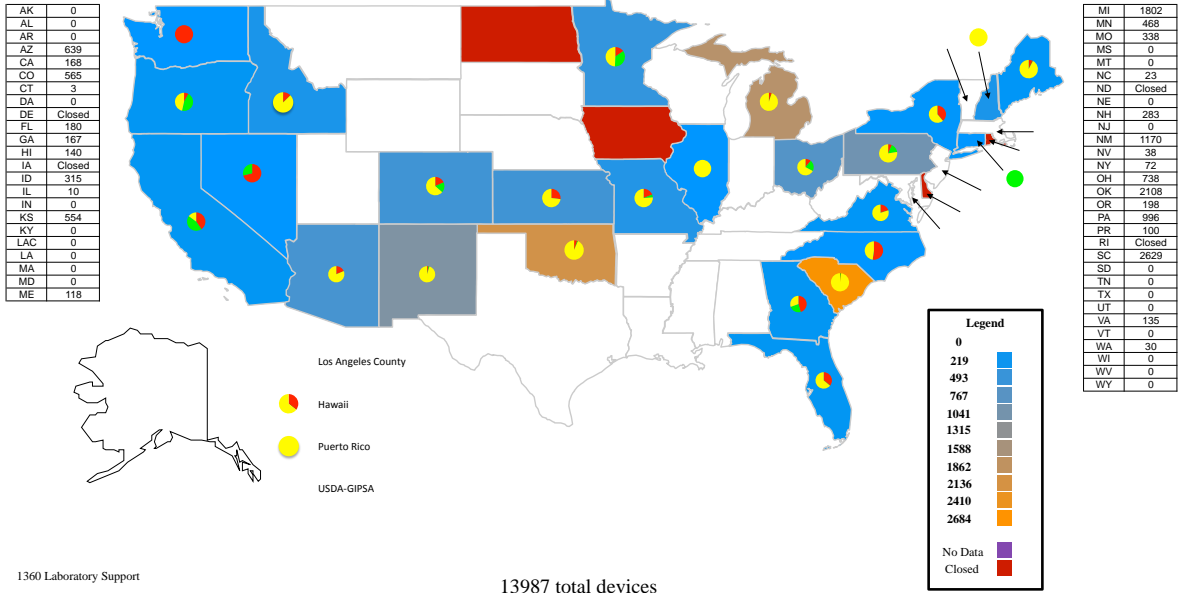 AK 0
AL 0
AR 0
AZ 639
CA 168
CO 565
CT 3
DA 0
DE Closed
FL 180
GA 167
HI 140
IA Closed
ID 315
IL 10
IN 0
KS 554
KY 0
LAC 0
LA 0
MA 0
MD 0
ME 118
MI 1802
MN 468
MO 338
MS 0
MT 0
NC 23
ND Closed
NE 0
NH 283
NJ 0
NM 1170
NV 38
NY 72
OH 738
OK 2108
OR 198
PA 996
PR 100
RI Closed
SC 2629
SD 0
TN 0
TX 0
UT 0
VA 135
VT 0
WA 30
WI 0
WV 0
WY 0
Los Angeles County
Hawaii
Puerto Rico
USDA-GIPSA
Legend
0
219
493
767
1041
1315
1588
1862
2136
2410
2684
No Data
Closed
1360 Laboratory Support
13987 total devices